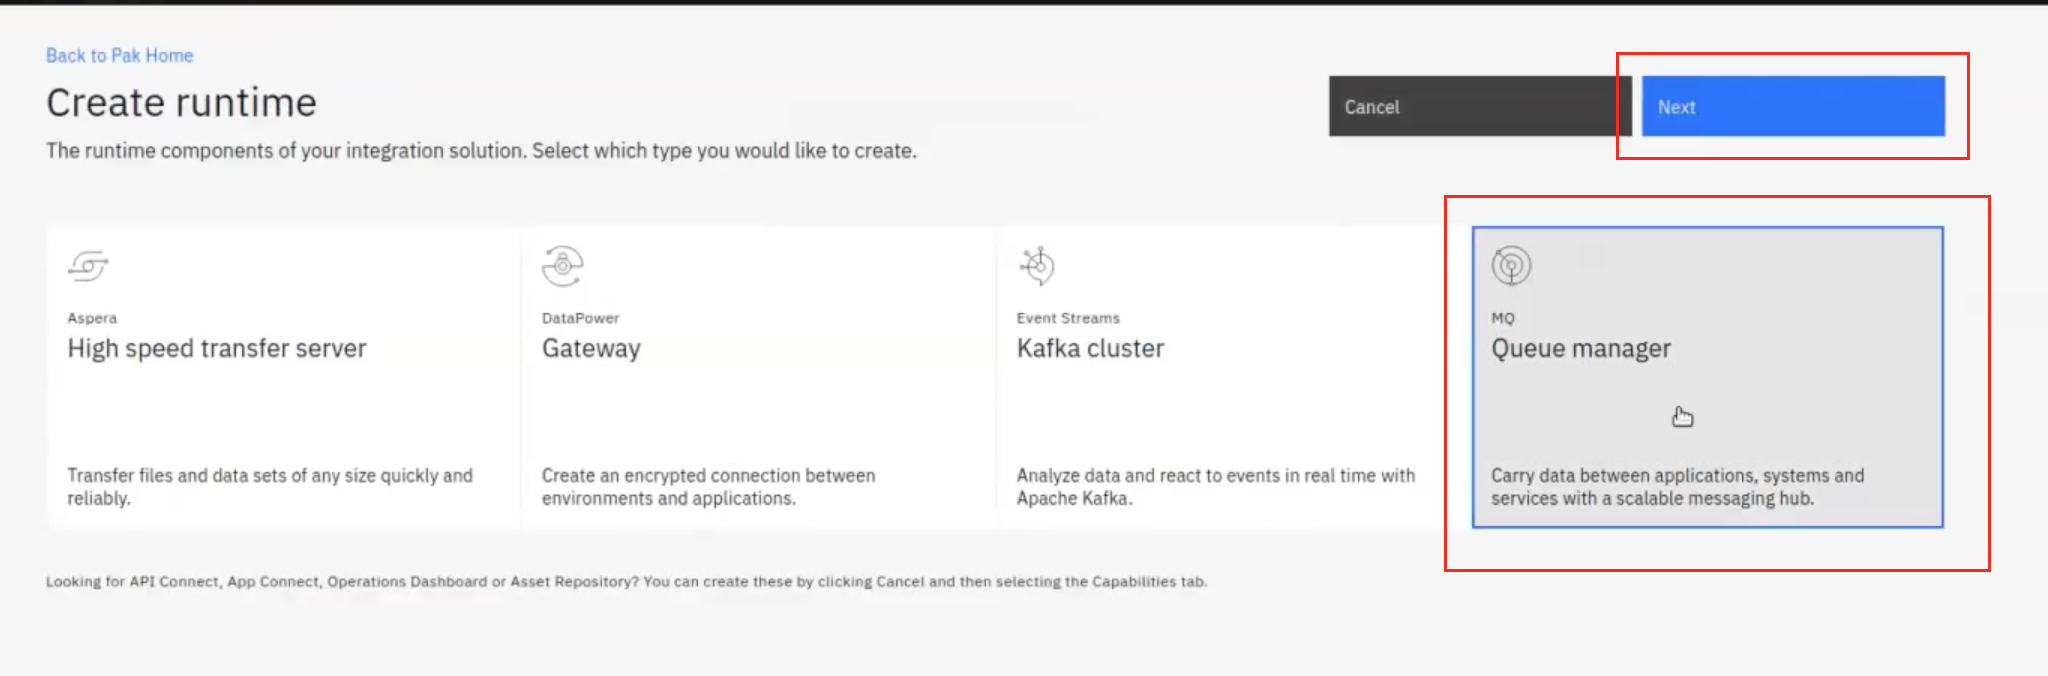 Back to Pak Home
Create runtime
Cancel
Next
The runtime components of your integration solution. Select which type you would like to create.
Aspera
High speed transfer server
Transfer files and data sets of any size quickly and
reliably.
DataPower
Gateway
Create an encrypted connection between
environments and applications.
Event Streams
Kafka cluster
Analyze data and react to events in real time with
Apache Kafka.
MQ
Queue manager
Carry data between applications, systems and
services with a scalable messaging hub.
Looking for API Connect, App Connect, Operations Dashboard or Asset Repository? You can create these by clicking Cancel and then selecting the Capabilities tab.